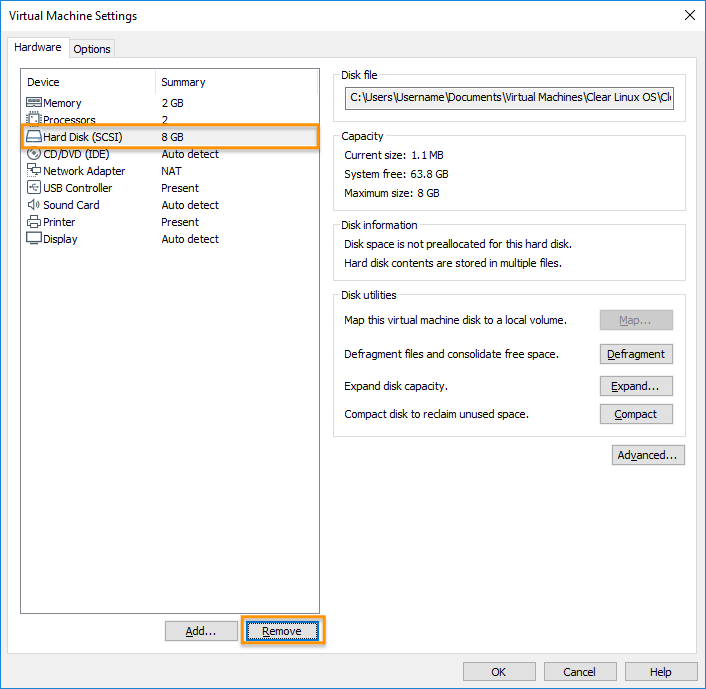 Virtual Machine Settings
Hardware
Options
Device Summary
Memory 2 GB
Processors 2
Hard Disk (SCSI) 8 GB
CD/DVD (IDE) Auto detect
Network Adapter NAT
USB Controller Present
Sound Card Auto detect
Printer Present
Display Auto detect
Add...
Remove
Disk file
C:\Users\Username\Documents\Virtual Machines\Clear Linux OS\Cl
Capacity
Current size: 1.1 MB
System free: 63.8 GB
Maximum size: 8 GB
Disk information
Disk space is not preallocated for this hard disk.
Hard disk contents are stored in multiple files.
Disk utilities
Map this virtual machine disk to a local volume. Map...
Defragment files and consolidate free space. Defragment
Expand disk capacity. Expand...
Compact disk to reclaim unused space. Compact
Advanced...
OK Cancel Help